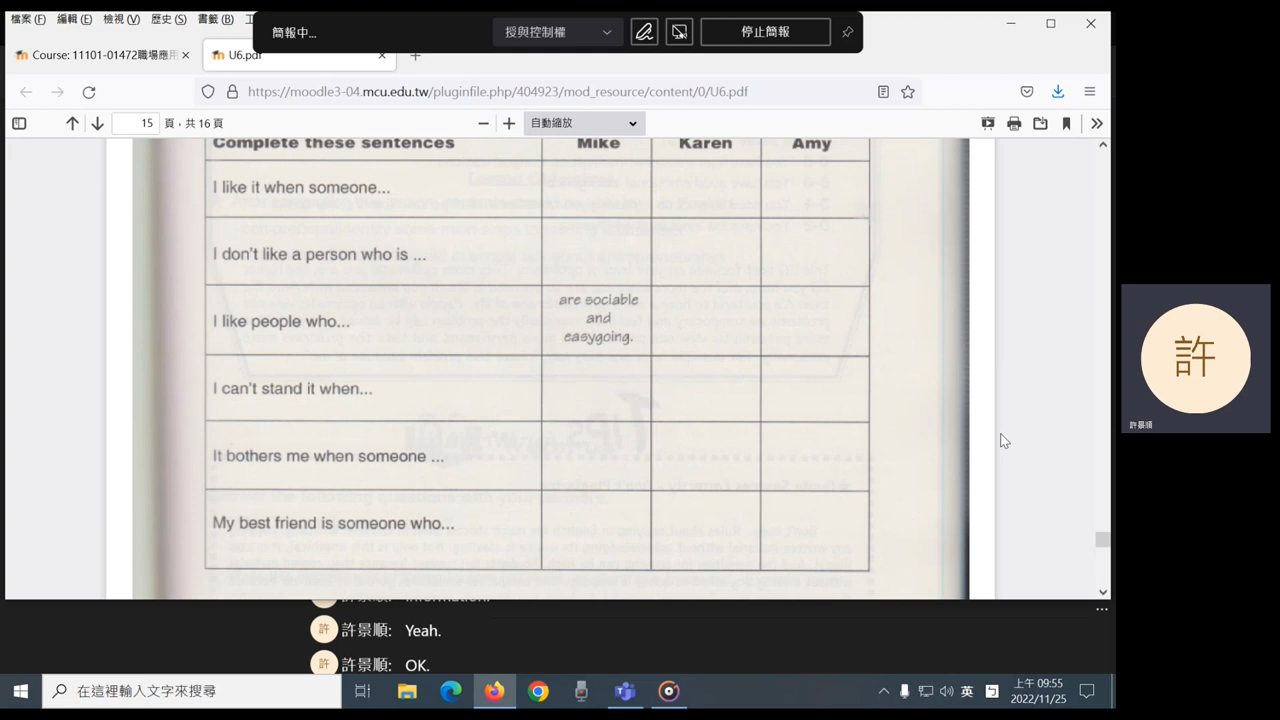 檔案(F) 編輯(E) 檢視(V) 歷史(S) 書籤(B)
簡報中... 授與控制權 停止簡報
Course: 11101-01472職場應用 U6.pdf
https://moodle3-04.mcu.edu.tw/pluginfile.php/404923/mod_resource/content/0/U6.pdf
15 頁，共 16 頁 自動縮放
Complete these sentences Mike Karen Amy
I like it when someone...
I don't like a person who is ...
are sociable
and
easygoing.
I like people who...
I can't stand it when...
It bothers me when someone ...
My best friend is someone who...
許
許景順
許 許景順: Yeah.
許 許景順: OK.
在這裡輸入文字來搜尋
英
上午 09:55
2022/11/25